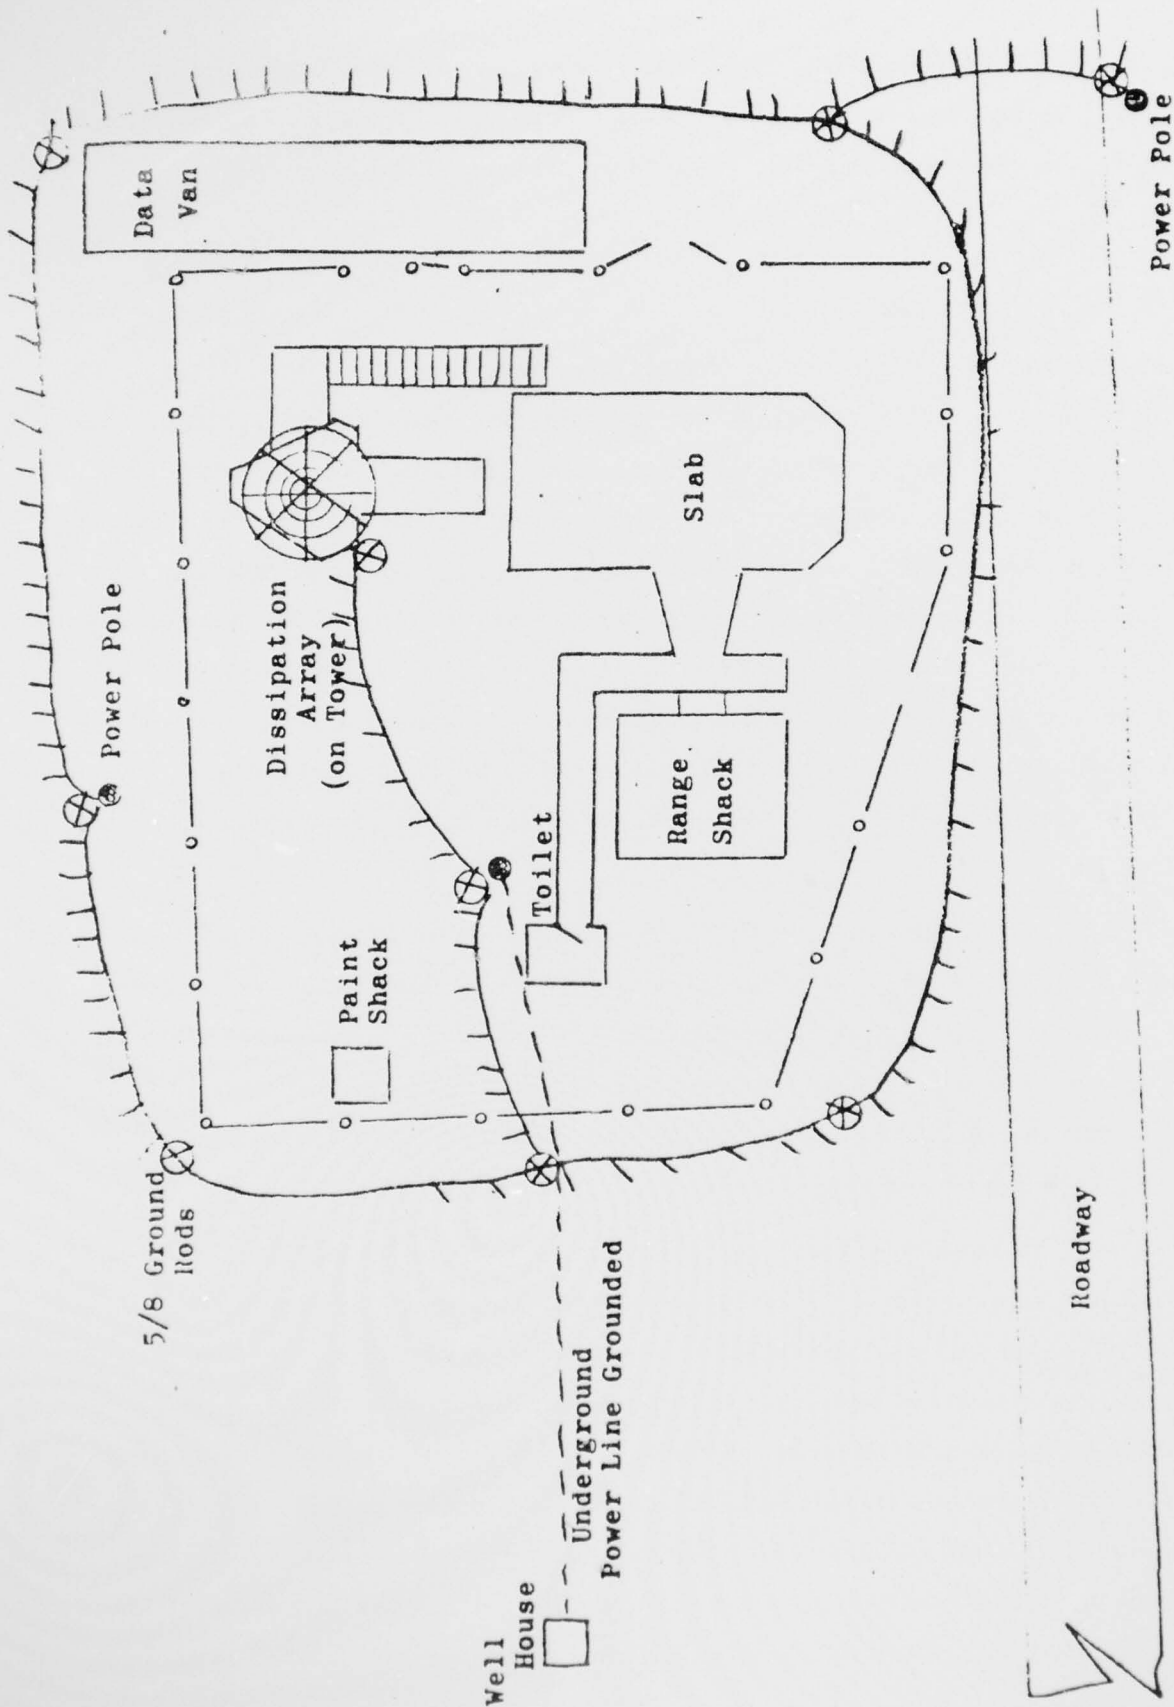 Data
Van
Power Pole
Dissipation
Array
(on Tower)
Slab
Range
Shack
Toilet
Paint
Shack
5/8 Ground
Rods
Power Pole
Underground
Power Line Grounded
Well
House
Roadway